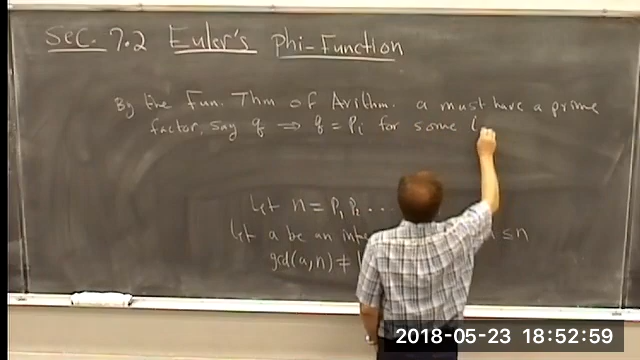 Sec. 7.2 Euler's Phi-Function
By the Fun. Thm of Arithm. a must have a prime
factor, say q ⇒ q = Pi for some
Let n = P1 P2 ...
Let a be an ≤ n
gcd(a,n) ≠ 1
2018-05-23 18:52:59